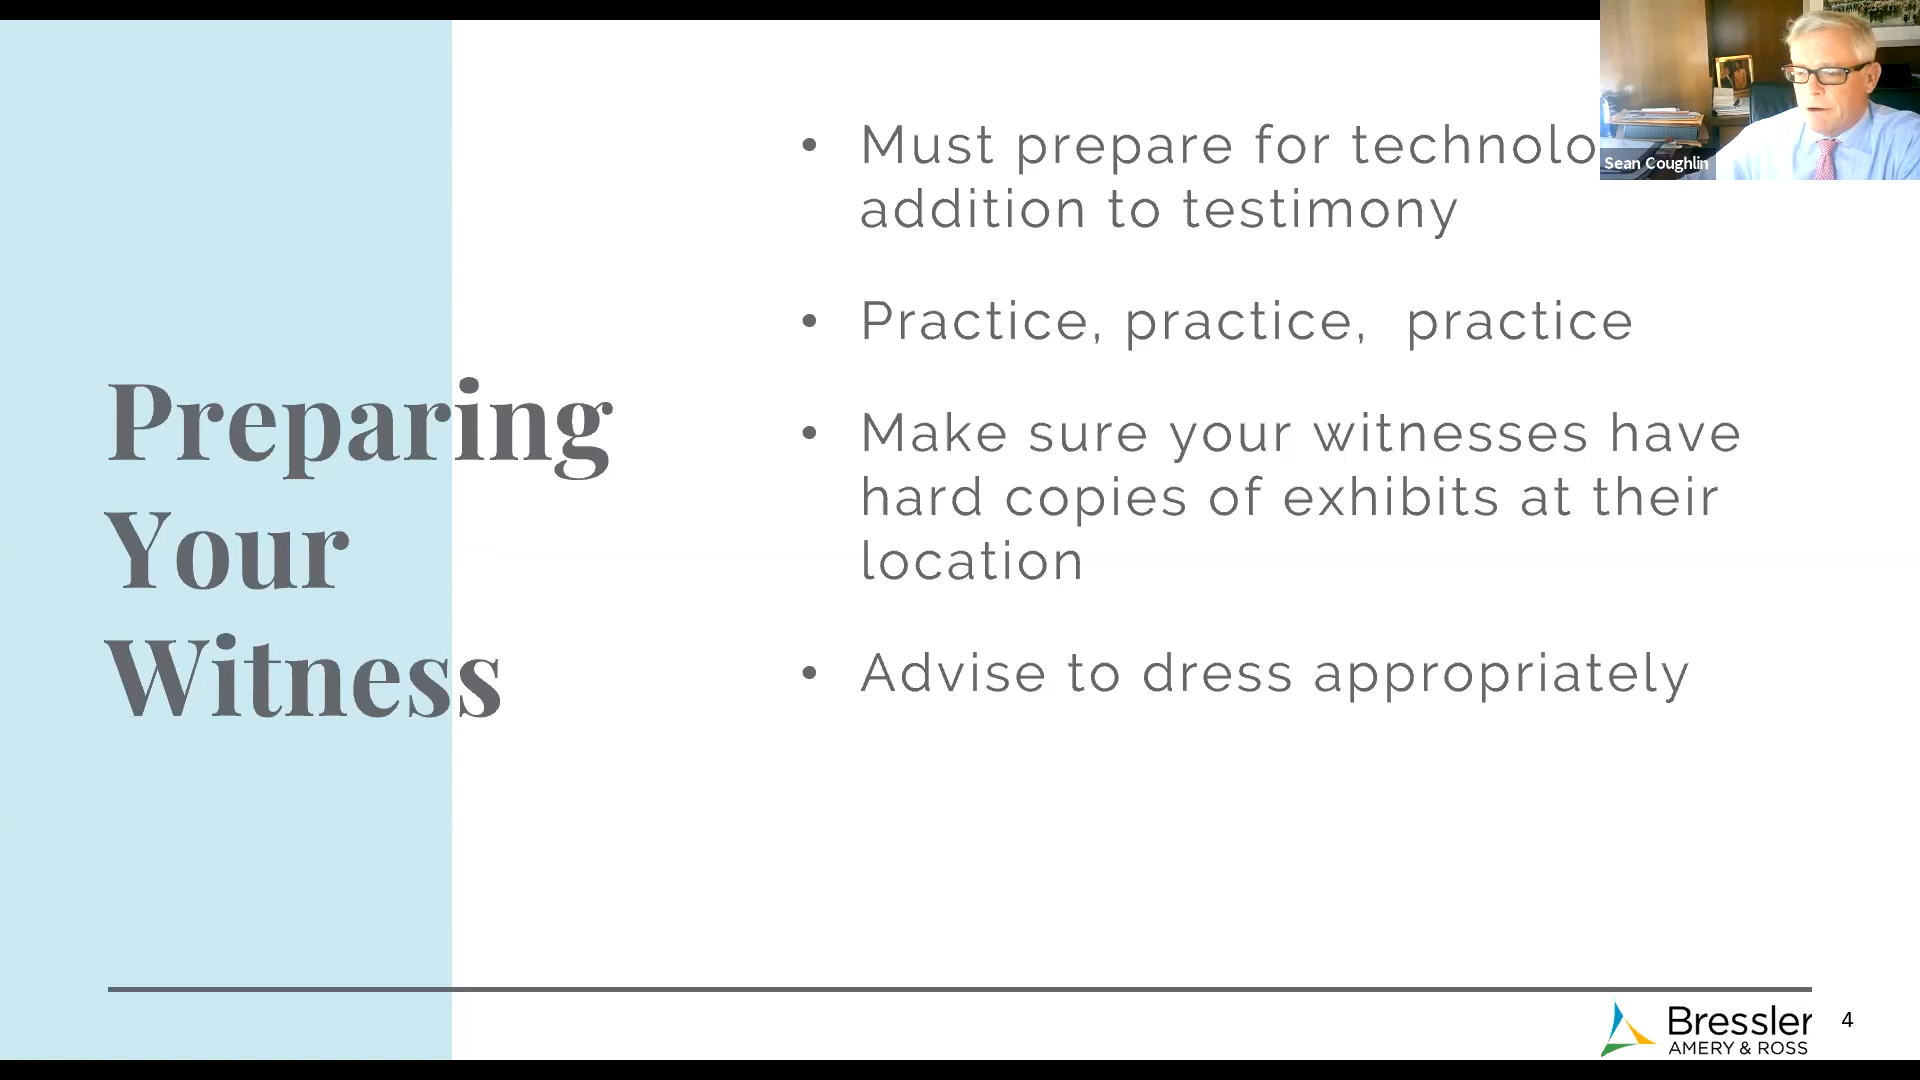 Preparing
Your
Witness
• Must prepare for technolo
addition to testimony
• Practice, practice,  practice
• Make sure your witnesses have
hard copies of exhibits at their
location
• Advise to dress appropriately
Sean Coughlin
Bressler
AMERY & ROSS
4